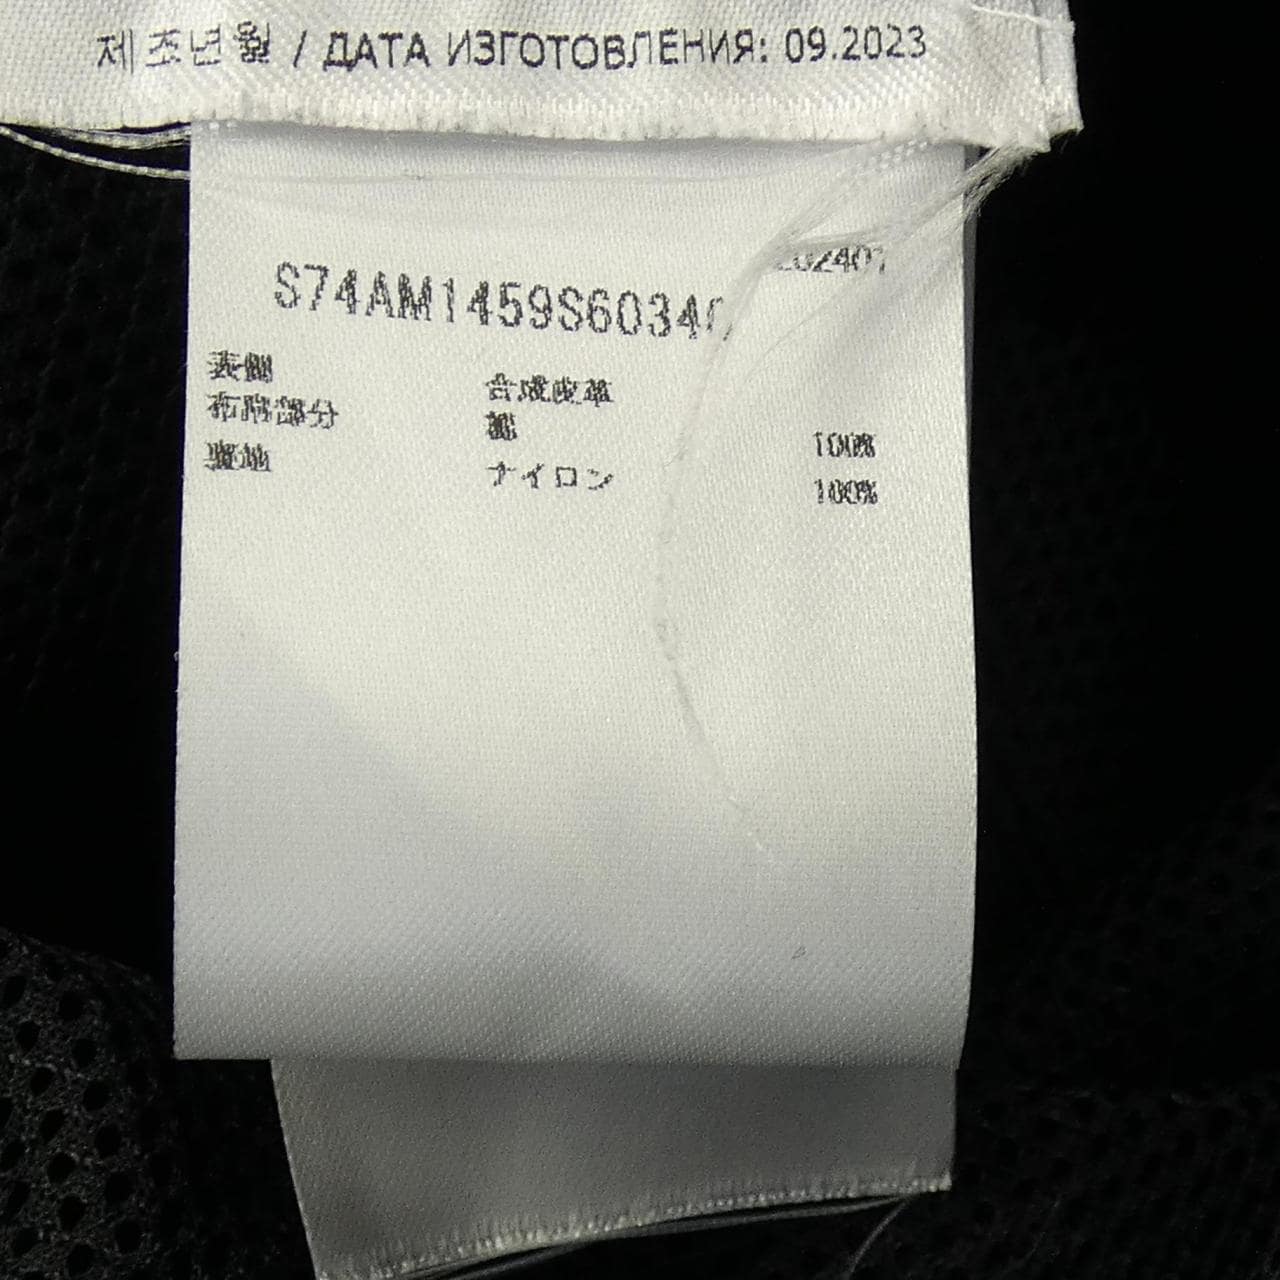 제조년월 / ДАТА ИЗГОТОВЛЕНИЯ: 09.2023
202401
S74AM1459S60340
表側 合成皮革
布帛部分 綿 100%
裏地 ナイロン 100%